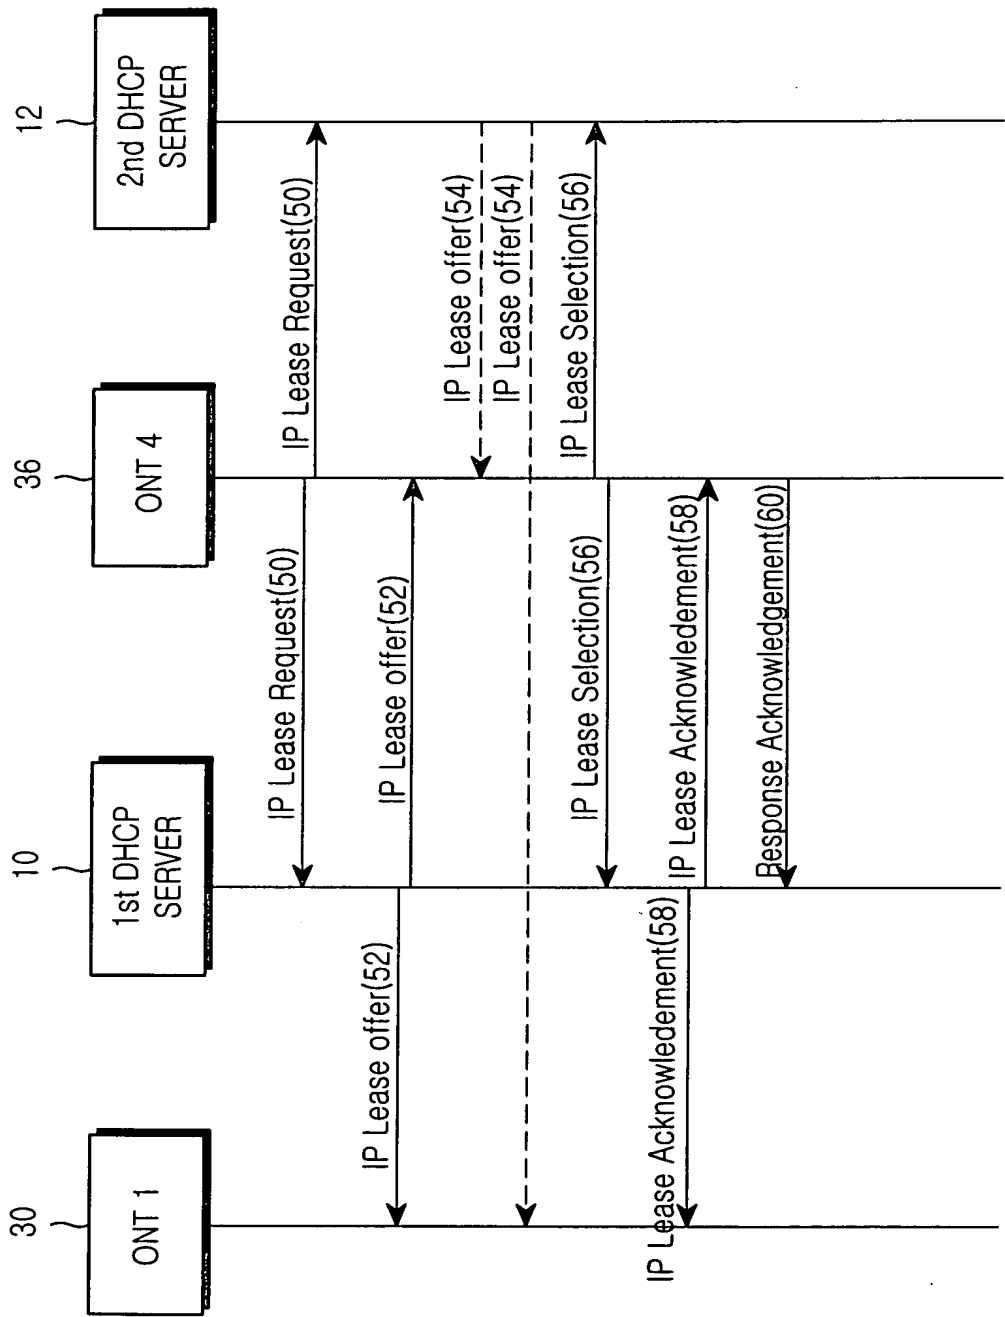 30
10
36
12
ONT 1
1st DHCP
SERVER
ONT 4
2nd DHCP
SERVER
IP Lease Request(50)
IP Lease Request(50)
IP Lease offer(52)
IP Lease offer(52)
IP Lease offer(54)
IP Lease offer(54)
IP Lease Selection(56)
IP Lease Selection(56)
IP Lease Acknowledement(58)
IP Lease Acknowledement(58)
Response Acknowledgement(60)